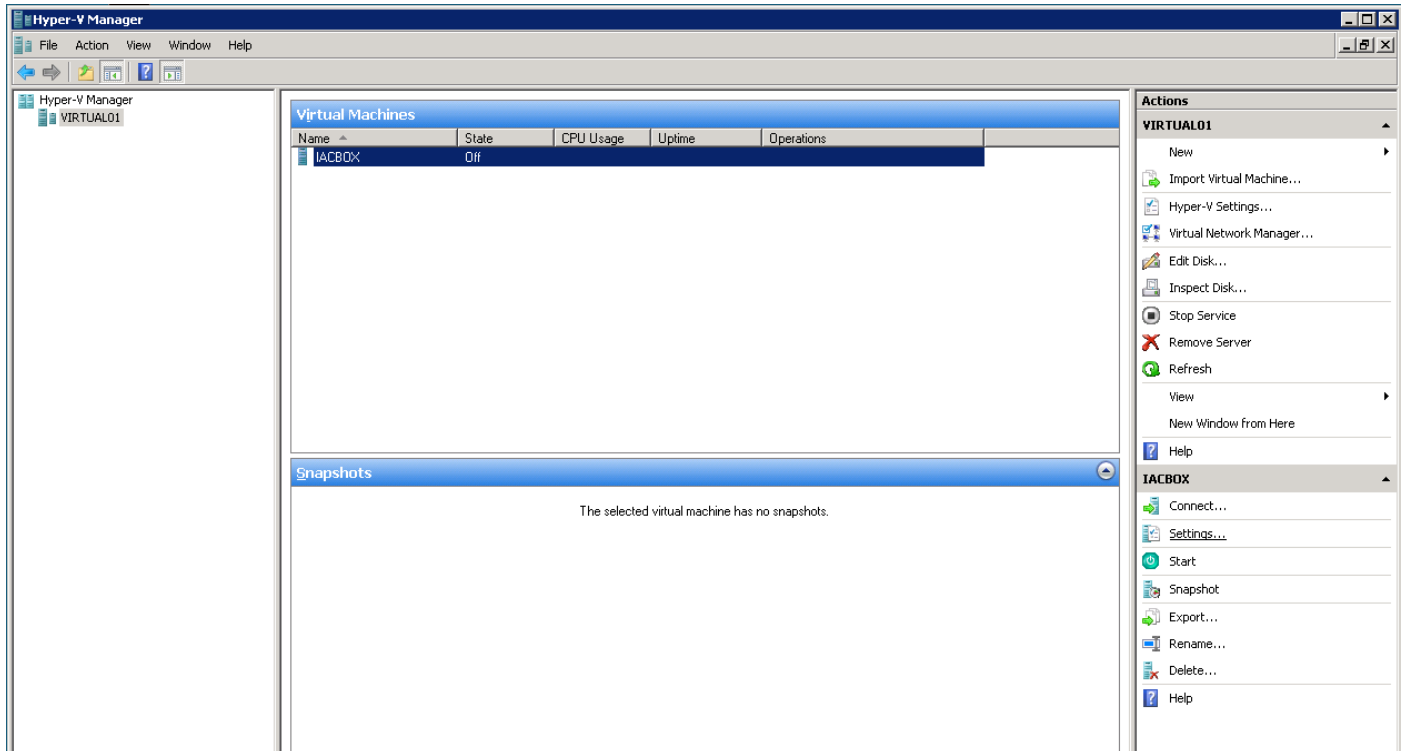 Hyper-V Manager
File Action View Window Help
Hyper-V Manager
VIRTUAL01
Virtual Machines
Name State CPU Usage Uptime Operations
IACBOX Off
Snapshots
The selected virtual machine has no snapshots.
Actions
VIRTUAL01
New
Import Virtual Machine...
Hyper-V Settings...
Virtual Network Manager...
Edit Disk...
Inspect Disk...
Stop Service
Remove Server
Refresh
View
New Window from Here
Help
IACBOX
Connect...
Settings...
Start
Snapshot
Export...
Rename...
Delete...
Help